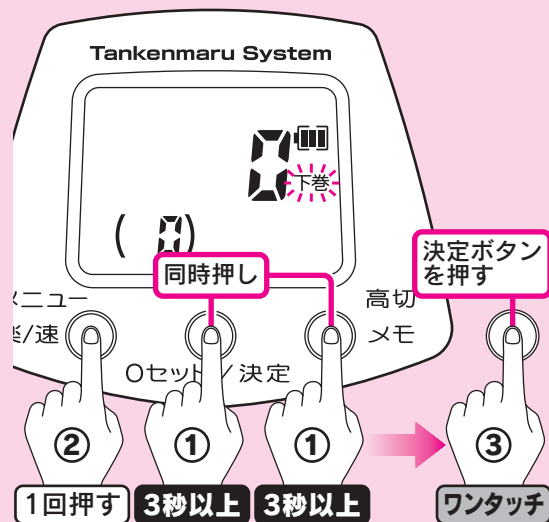 Tankenmaru System
0
下巻
( 0 )
同時押し
決定ボタン
を押す
メニュー
楽/速
高切
メモ
0セット/決定
②
①
①
③
1回押す
3秒以上
3秒以上
ワンタッチ